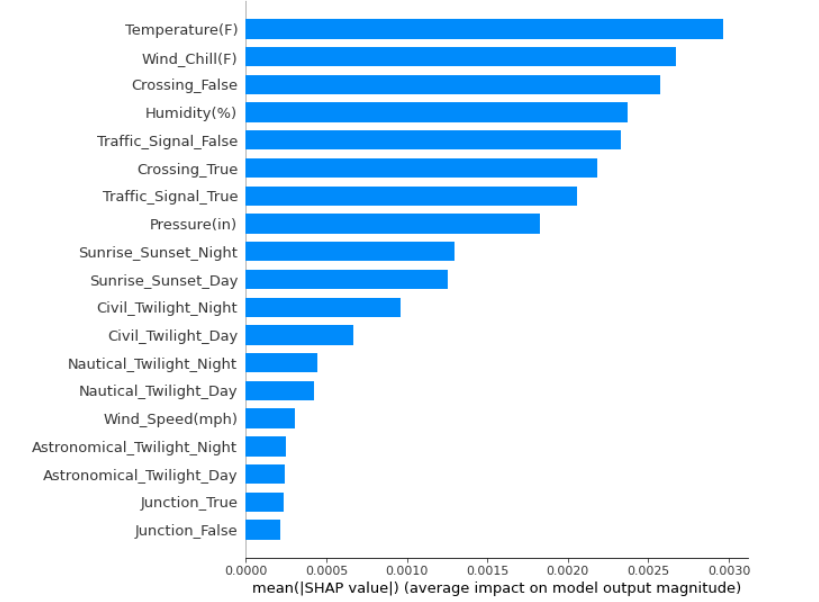 Temperature(F)
Wind_Chill(F)
Crossing_False
Humidity(%)
Traffic_Signal_False
Crossing_True
Traffic_Signal_True
Pressure(in)
Sunrise_Sunset_Night
Sunrise_Sunset_Day
Civil_Twilight_Night
Civil_Twilight_Day
Nautical_Twilight_Night
Nautical_Twilight_Day
Wind_Speed(mph)
Astronomical_Twilight_Night
Astronomical_Twilight_Day
Junction_True
Junction_False
0.0000 0.0005 0.0010 0.0015 0.0020 0.0025 0.0030
mean(|SHAP value|) (average impact on model output magnitude)